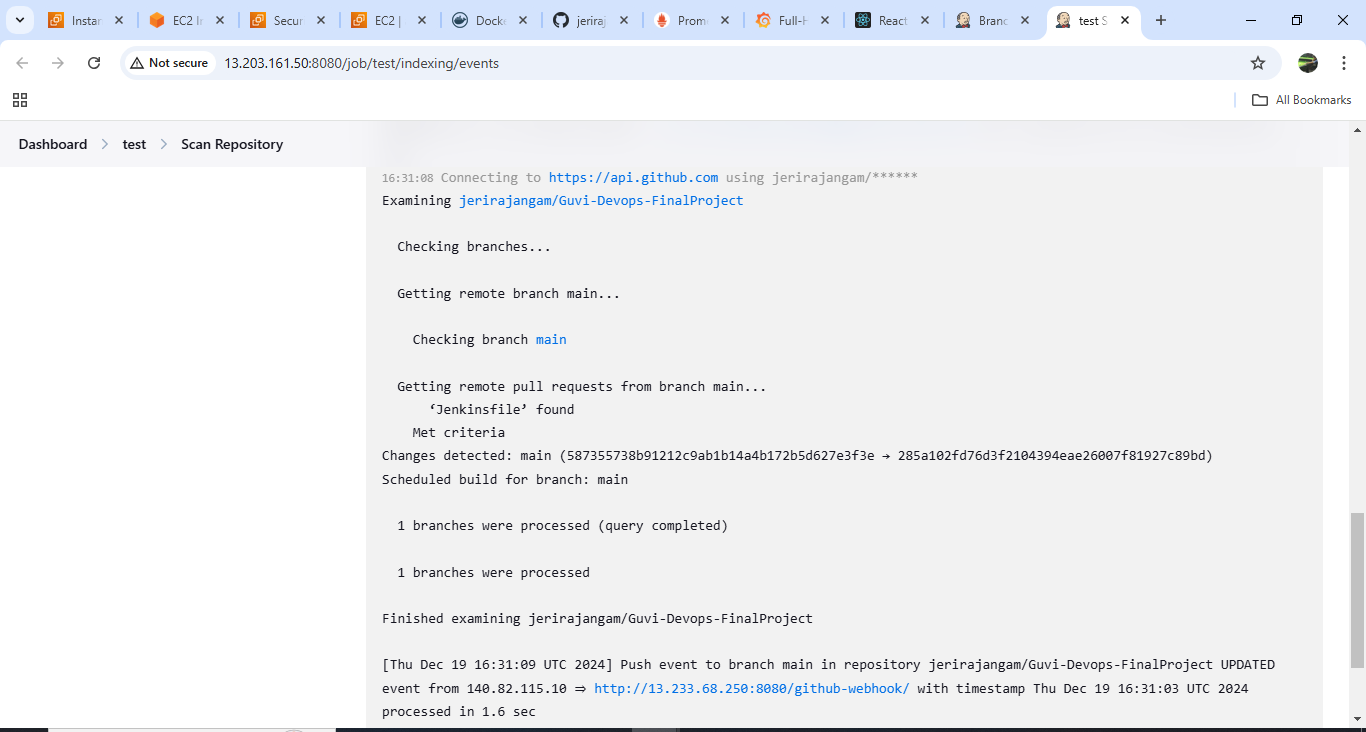 Instan
EC2 In
Secur
EC2 |
Docke
jeriraj
Prom
Full-H
React
Branc
test S
Not secure
13.203.161.50:8080/job/test/indexing/events
All Bookmarks
Dashboard
test
Scan Repository
16:31:08 Connecting to https://api.github.com using jerirajangam/******
Examining jerirajangam/Guvi-Devops-FinalProject
Checking branches...
Getting remote branch main...
Checking branch main
Getting remote pull requests from branch main...
‘Jenkinsfile’ found
Met criteria
Changes detected: main (587355738b91212c9ab1b14a4b172b5d627e3f3e → 285a102fd76d3f2104394eae26007f81927c89bd)
Scheduled build for branch: main
1 branches were processed (query completed)
1 branches were processed
Finished examining jerirajangam/Guvi-Devops-FinalProject
[Thu Dec 19 16:31:09 UTC 2024] Push event to branch main in repository jerirajangam/Guvi-Devops-FinalProject UPDATED
event from 140.82.115.10 ⇒ http://13.233.68.250:8080/github-webhook/ with timestamp Thu Dec 19 16:31:03 UTC 2024
processed in 1.6 sec